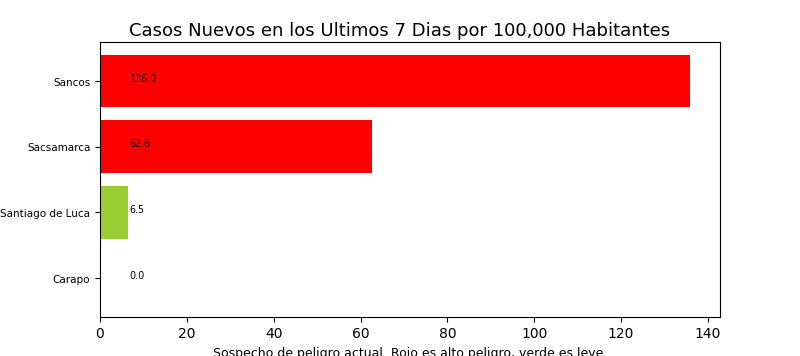 Casos Nuevos en los Ultimos 7 Dias por 100,000 Habitantes
Sancos
136.0
Sacsamarca
62.6
Santiago de Luca
6.5
Carapo
0.0
0 20 40 60 80 100 120 140
Sospecho de peligro actual. Rojo es alto peligro, verde es leve